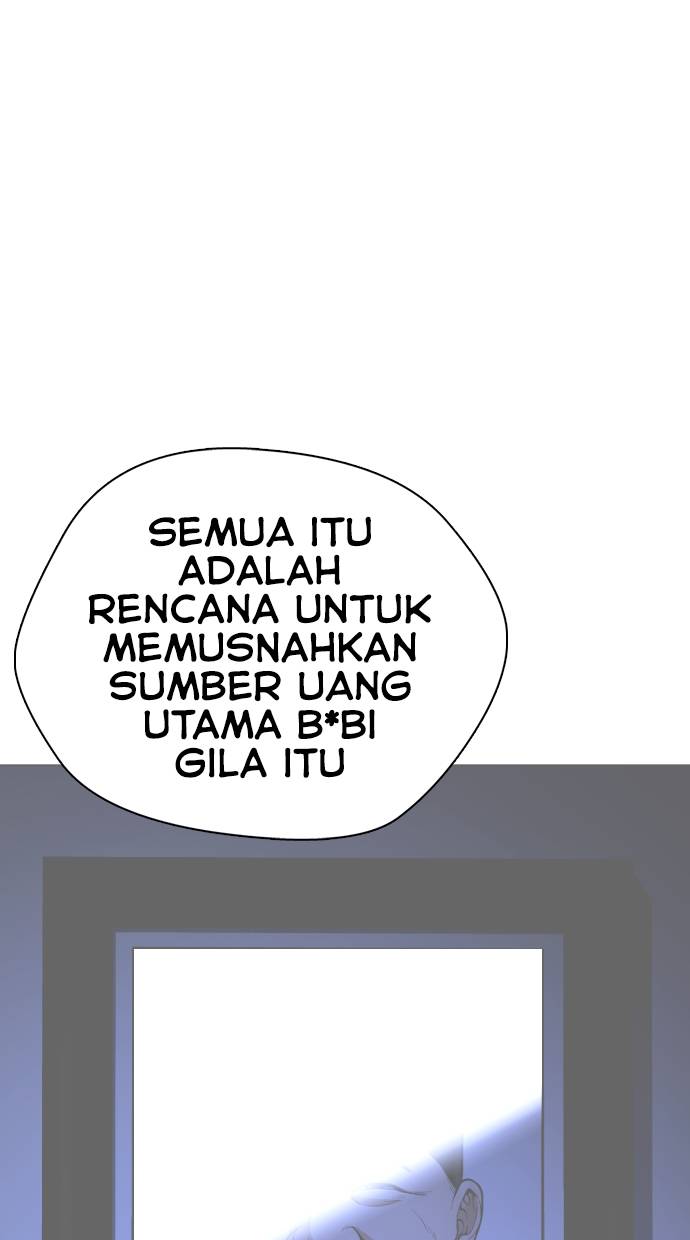 SEMUA ITU
ADALAH
RENCANA UNTUK
MEMUSNAHKAN
SUMBER UANG
UTAMA B*BI
GILA ITU